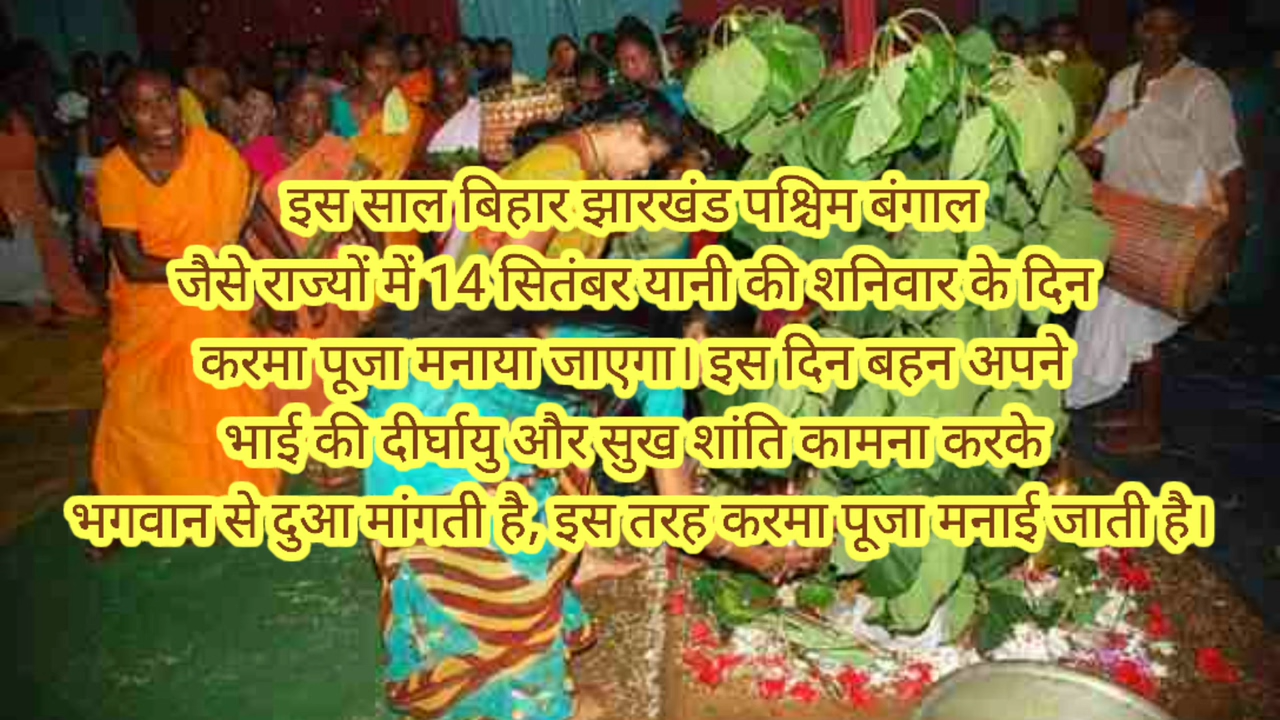 इस साल बिहार झारखंड पश्चिम बंगाल
जैसे राज्यों में 14 सितंबर यानी की शनिवार के दिन
करमा पूजा मनाया जाएगा। इस दिन बहन अपने
भाई की दीर्घायु और सुख शांति कामना करके
भगवान से दुआ मांगती है, इस तरह करमा पूजा मनाई जाती है।